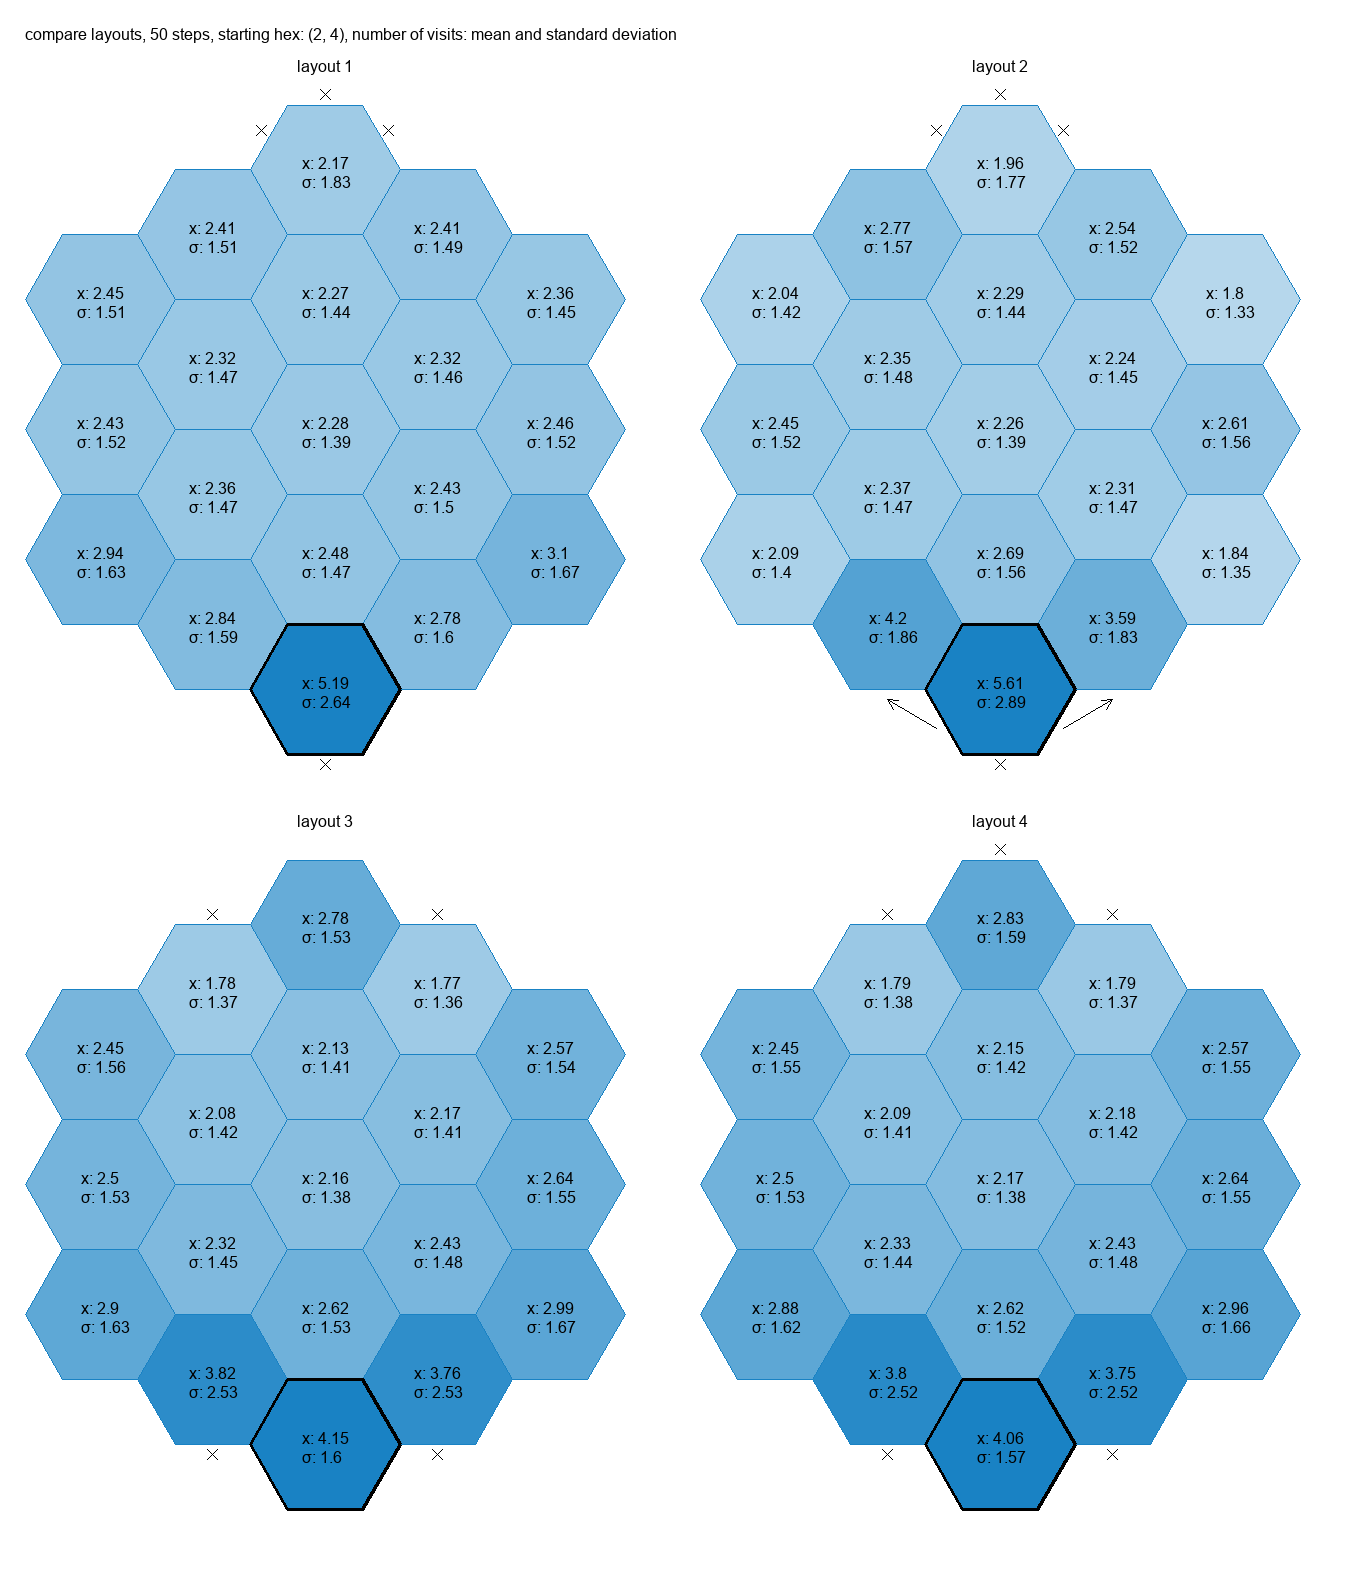 compare layouts, 50 steps, starting hex: (2, 4), number of visits: mean and standard deviation
layout 1
x: 2.17
σ: 1.83
x: 2.41
σ: 1.51
x: 2.41
σ: 1.49
x: 2.45
σ: 1.51
x: 2.27
σ: 1.44
x: 2.36
σ: 1.45
x: 2.32
σ: 1.47
x: 2.32
σ: 1.46
x: 2.43
σ: 1.52
x: 2.28
σ: 1.39
x: 2.46
σ: 1.52
x: 2.36
σ: 1.47
x: 2.43
σ: 1.5
x: 2.94
σ: 1.63
x: 2.48
σ: 1.47
x: 3.1
σ: 1.67
x: 2.84
σ: 1.59
x: 2.78
σ: 1.6
x: 5.19
σ: 2.64
layout 2
x: 1.96
σ: 1.77
x: 2.77
σ: 1.57
x: 2.54
σ: 1.52
x: 2.04
σ: 1.42
x: 2.29
σ: 1.44
x: 1.8
σ: 1.33
x: 2.35
σ: 1.48
x: 2.24
σ: 1.45
x: 2.45
σ: 1.52
x: 2.26
σ: 1.39
x: 2.61
σ: 1.56
x: 2.37
σ: 1.47
x: 2.31
σ: 1.47
x: 2.09
σ: 1.4
x: 2.69
σ: 1.56
x: 1.84
σ: 1.35
x: 4.2
σ: 1.86
x: 3.59
σ: 1.83
x: 5.61
σ: 2.89
layout 3
x: 2.78
σ: 1.53
x: 1.78
σ: 1.37
x: 1.77
σ: 1.36
x: 2.45
σ: 1.56
x: 2.13
σ: 1.41
x: 2.57
σ: 1.54
x: 2.08
σ: 1.42
x: 2.17
σ: 1.41
x: 2.5
σ: 1.53
x: 2.16
σ: 1.38
x: 2.64
σ: 1.55
x: 2.32
σ: 1.45
x: 2.43
σ: 1.48
x: 2.9
σ: 1.63
x: 2.62
σ: 1.53
x: 2.99
σ: 1.67
x: 3.82
σ: 2.53
x: 3.76
σ: 2.53
x: 4.15
σ: 1.6
layout 4
x: 2.83
σ: 1.59
x: 1.79
σ: 1.38
x: 1.79
σ: 1.37
x: 2.45
σ: 1.55
x: 2.15
σ: 1.42
x: 2.57
σ: 1.55
x: 2.09
σ: 1.41
x: 2.18
σ: 1.42
x: 2.5
σ: 1.53
x: 2.17
σ: 1.38
x: 2.64
σ: 1.55
x: 2.33
σ: 1.44
x: 2.43
σ: 1.48
x: 2.88
σ: 1.62
x: 2.62
σ: 1.52
x: 2.96
σ: 1.66
x: 3.8
σ: 2.52
x: 3.75
σ: 2.52
x: 4.06
σ: 1.57